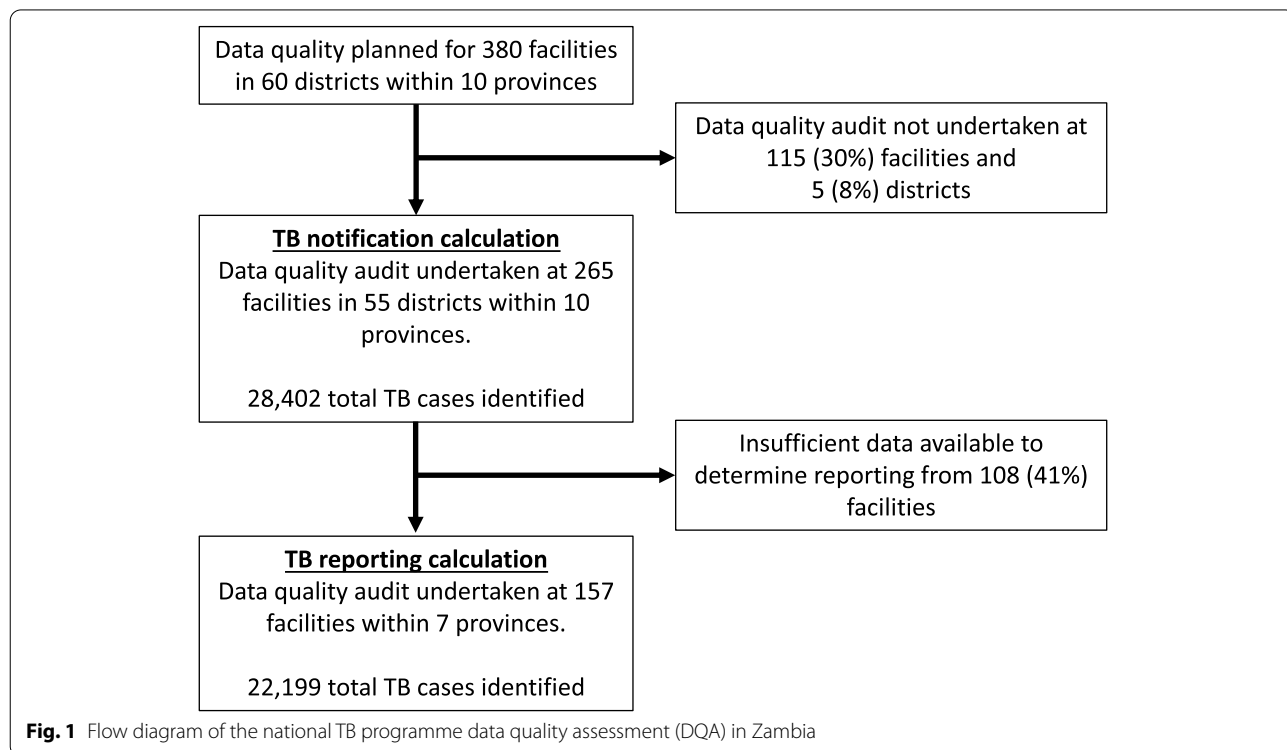 Data quality planned for 380 facilities
in 60 districts within 10 provinces
Data quality audit not undertaken at
115 (30%) facilities and
5 (8%) districts
TB notification calculation
Data quality audit undertaken at 265
facilities in 55 districts within 10
provinces.
28,402 total TB cases identified
Insufficient data available to
determine reporting from 108 (41%)
facilities
TB reporting calculation
Data quality audit undertaken at 157
facilities within 7 provinces.
22,199 total TB cases identified
Fig. 1 Flow diagram of the national TB programme data quality assessment (DQA) in Zambia